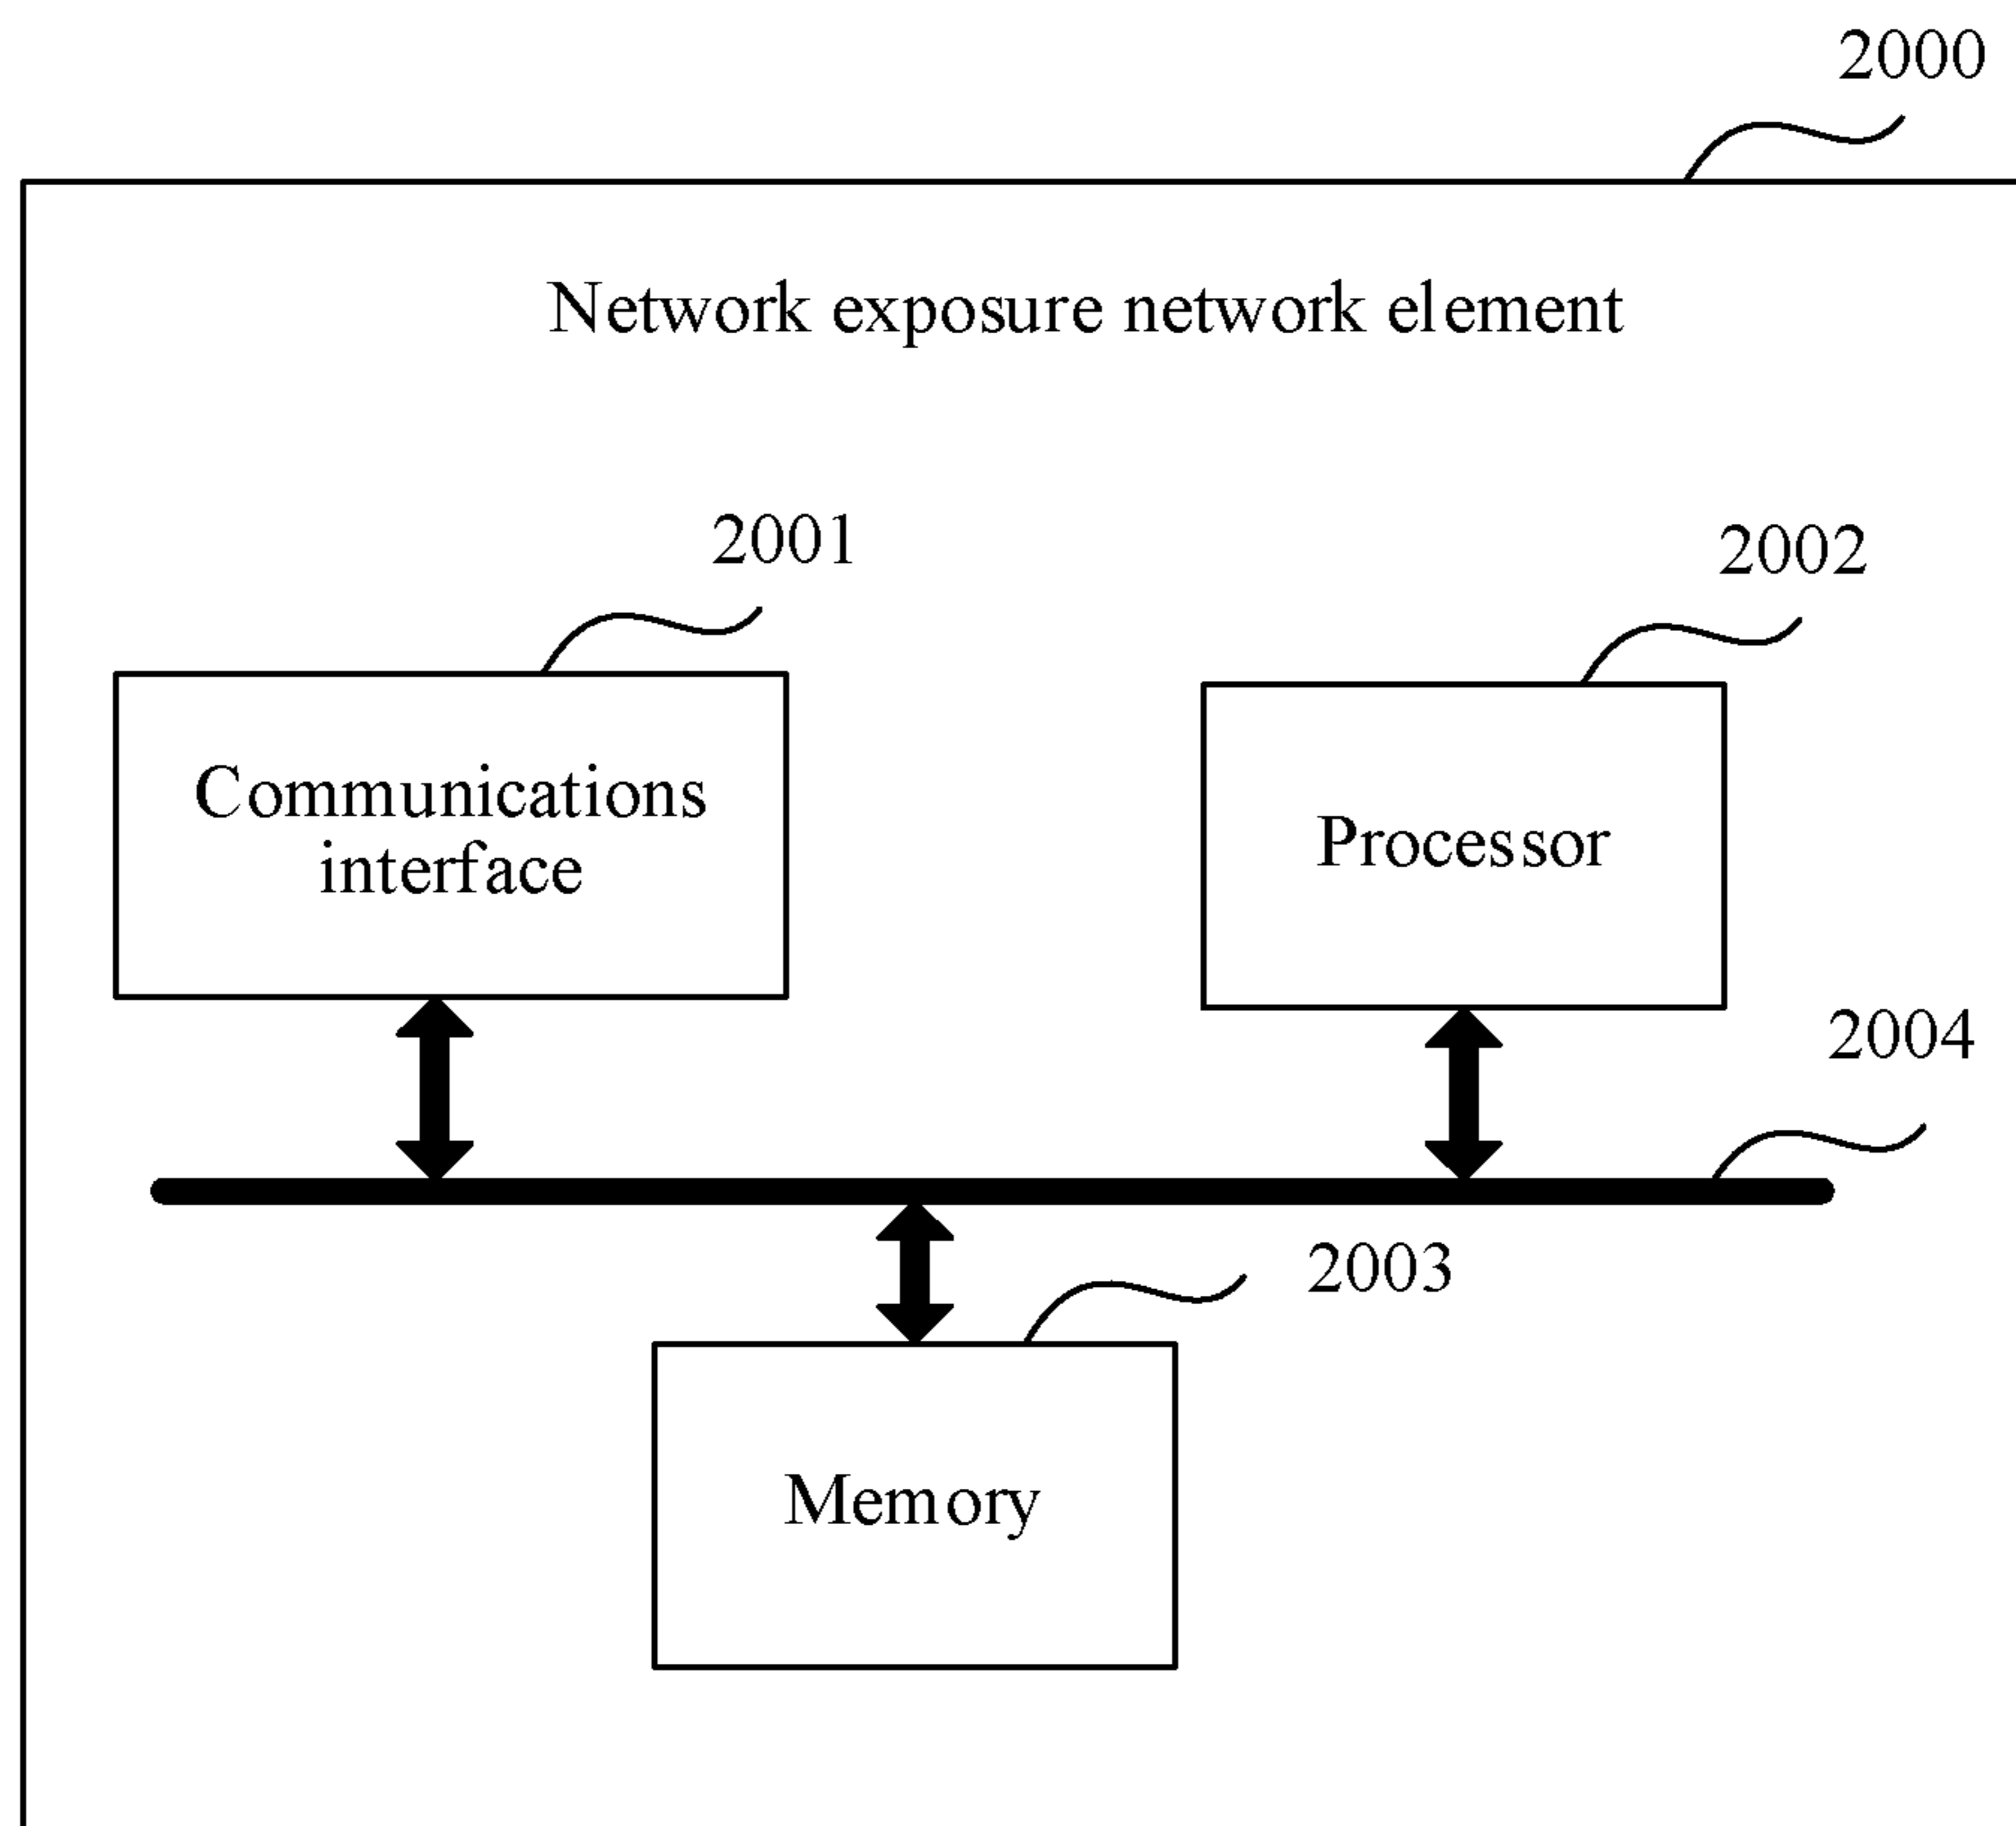 2000
Network exposure network element
2001
2002
Communications
interface
Processor
2004
2003
Memory